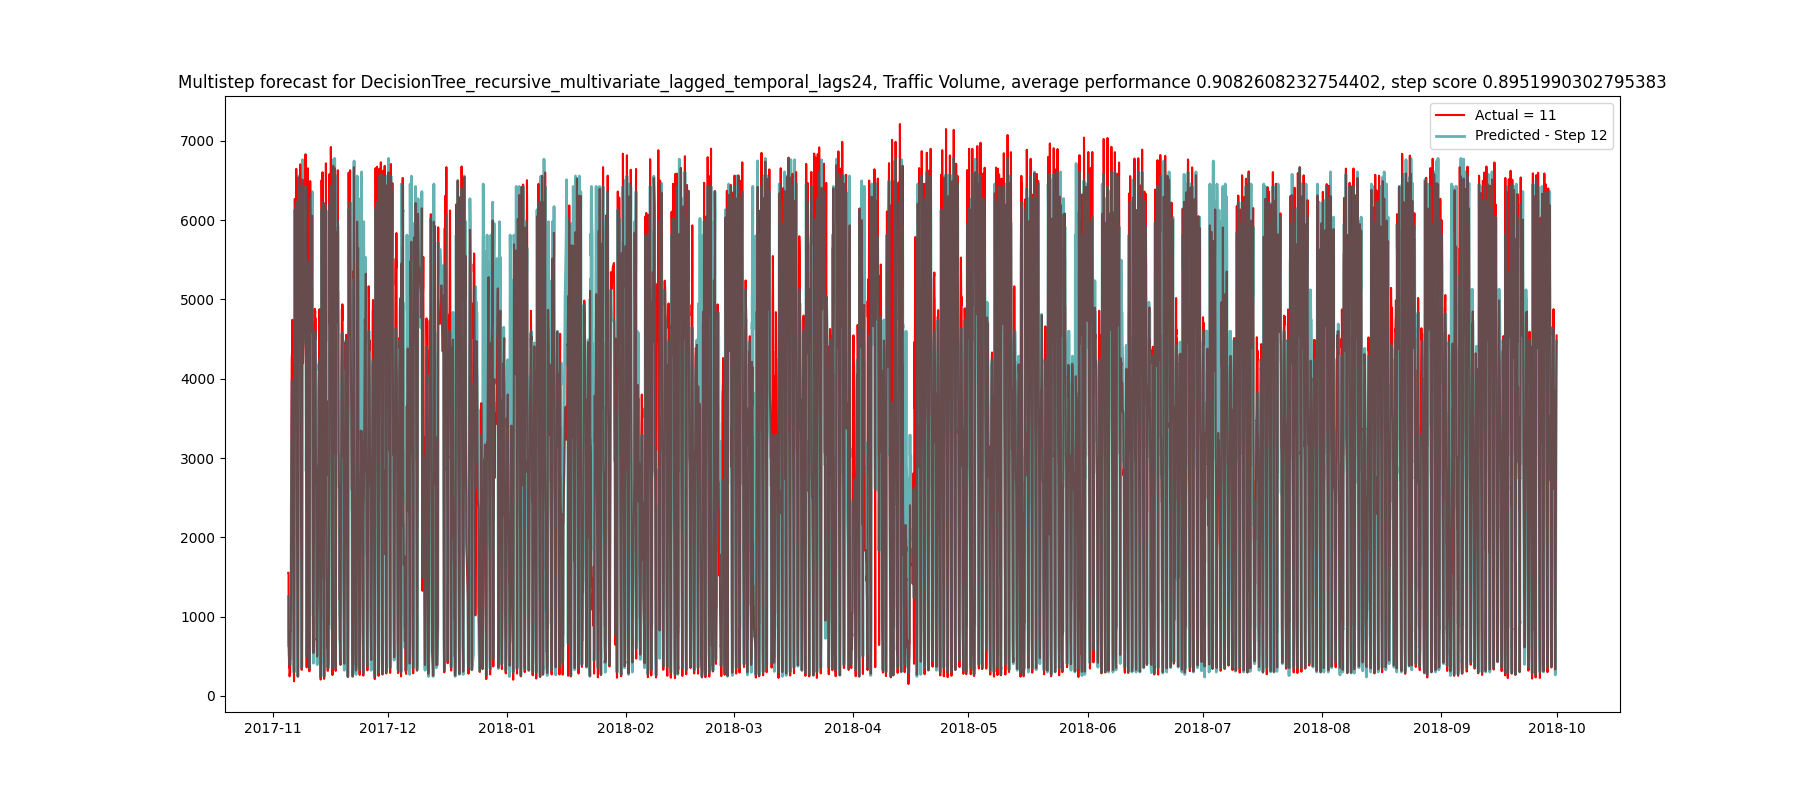 Multistep forecast for DecisionTree_recursive_multivariate_lagged_temporal_lags24, Traffic Volume, average performance 0.9082608232754402, step score 0.8951990302795383
Actual = 11
Predicted - Step 12
7000
6000
5000
4000
3000
2000
1000
0
2017-11 2017-12 2018-01 2018-02 2018-03 2018-04 2018-05 2018-06 2018-07 2018-08 2018-09 2018-10